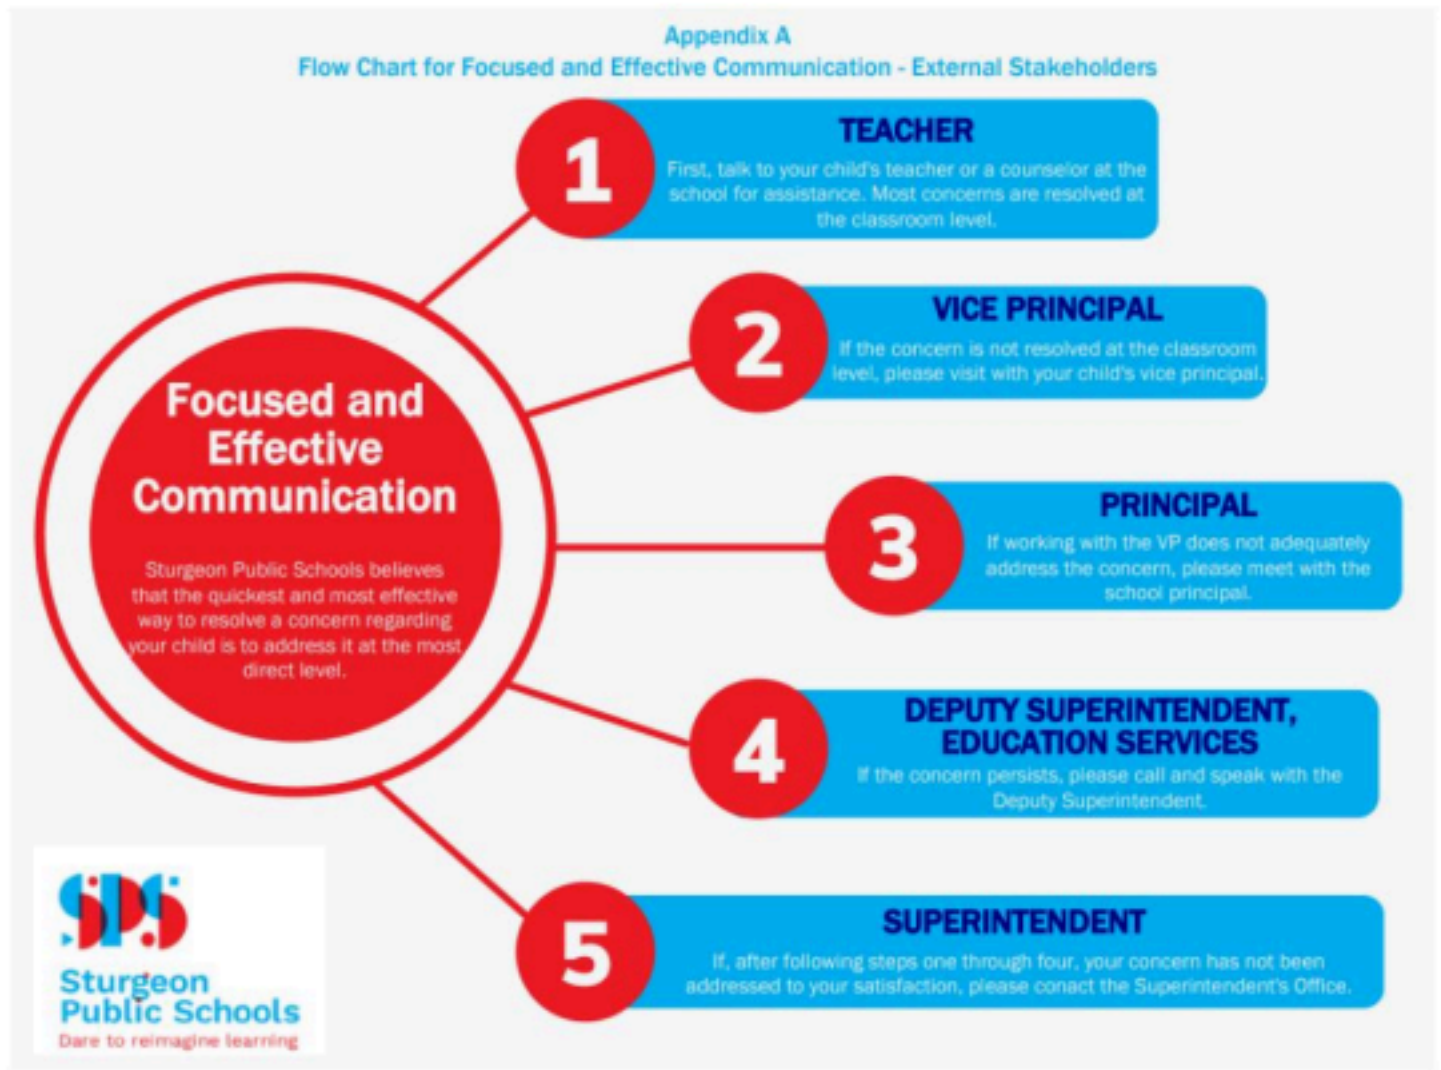 Appendix A
Flow Chart for Focused and Effective Communication - External Stakeholders
1
TEACHER
First, talk to your child's teacher or a counselor at the
school for assistance. Most concerns are resolved at
the classroom level.
2
VICE PRINCIPAL
If the concern is not resolved at the classroom
level, please visit with your child's vice principal.
Focused and
Effective
Communication
Sturgeon Public Schools believes
that the quickest and most effective
way to resolve a concern regarding
your child is to address it at the most
direct level.
3
PRINCIPAL
If working with the VP does not adequately
address the concern, please meet with the
school principal.
4
DEPUTY SUPERINTENDENT,
EDUCATION SERVICES
If the concern persists, please call and speak with the
Deputy Superintendent.
5
SUPERINTENDENT
If, after following steps one through four, your concern has not been
addressed to your satisfaction, please conact the Superintendent's Office.
SPS
Sturgeon
Public Schools
Dare to reimagine learning